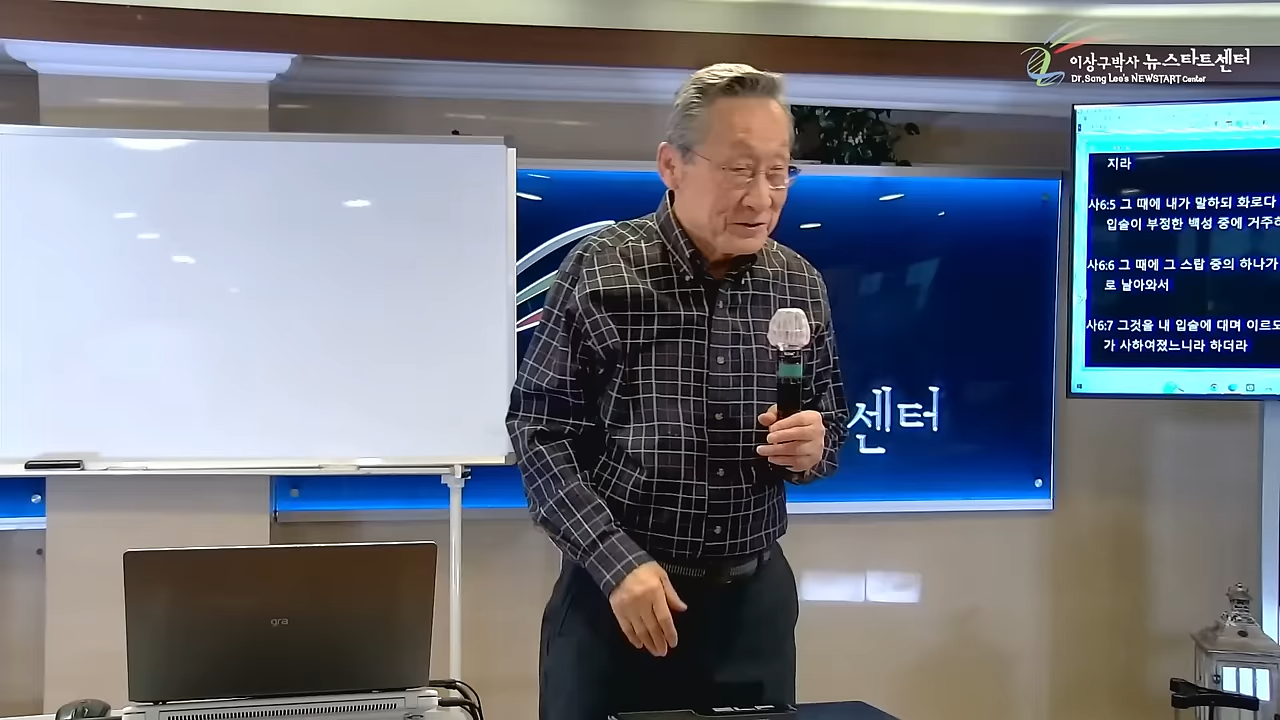 이상구박사 뉴스타트센터
Dr. Sang Lee's NEWSTART Center
지라
사6:5 그 때에 내가 말하되 화로다
입술이 부정한 백성 중에 거주하
사6:6 그 때에 그 스랍 중의 하나가
로 날아와서
사6:7 그것을 내 입술에 대며 이르되
가 사하여졌느니라 하더라
센터
gra